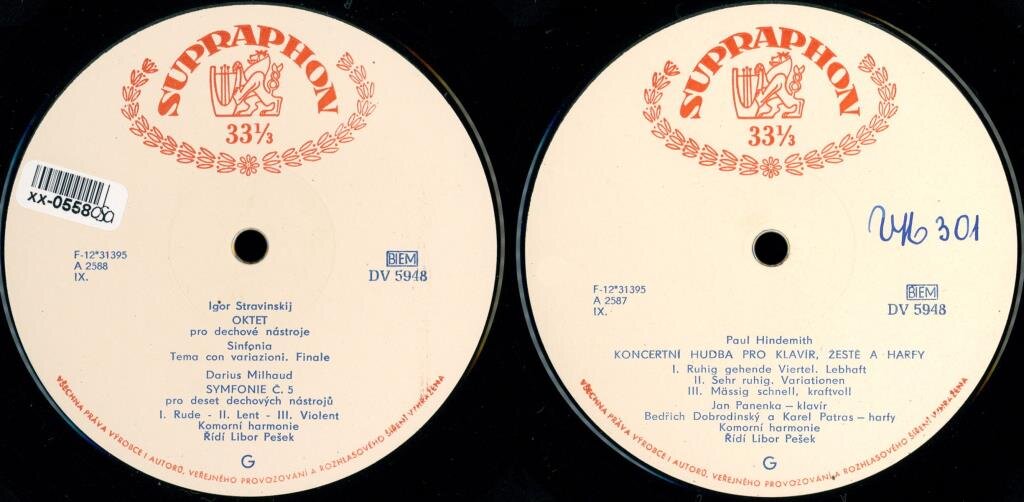 SUPRAPHON
33⅓
xx-0558
F-12*31395
A 2588
IX.
BIEM
DV 5948
Igor Stravinskij
OKTET
pro dechové nástroje
Sinfonia
Tema con variazioni. Finale
Darius Milhaud
SYMFONIE Č. 5
pro deset dechových nástrojů
I. Rude - II. Lent - III. Violent
Komorní harmonie
Řídí Libor Pešek
G
VŠECHNA PRÁVA VÝROBCE I AUTORŮ, VEŘEJNÉHO PROVOZOVÁNÍ A ROZHLASOVÉHO ŠÍŘENÍ VYHRAŽENA
SUPRAPHON
33⅓
301
F-12*31395
A 2587
IX.
BIEM
DV 5948
Paul Hindemith
KONCERTNÍ HUDBA PRO KLAVÍR, ŽESTĚ A HARFY
I. Ruhig gehende Viertel. Lebhaft
II. Sehr ruhig. Variationen
III. Mässig schnell, kraftvoll
Jan Panenka – klavír
Bedřich Dobrodinský a Karel Patras – harfy
Komorní harmonie
Řídí Libor Pešek
G
VŠECHNA PRÁVA VÝROBCE I AUTORŮ, VEŘEJNÉHO PROVOZOVÁNÍ A ROZHLASOVÉHO ŠÍŘENÍ VYHRAŽENA